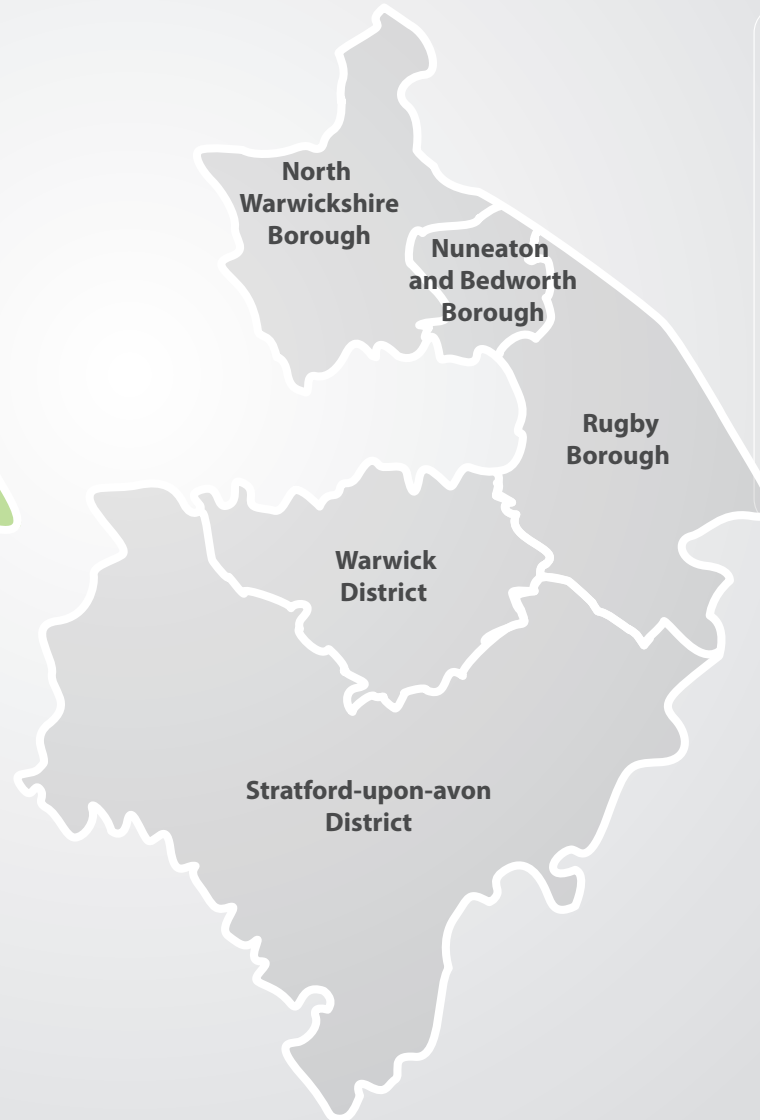 North
Warwickshire
Borough
Nuneaton
and Bedworth
Borough
Rugby
Borough
Warwick
District
Stratford-upon-avon
District